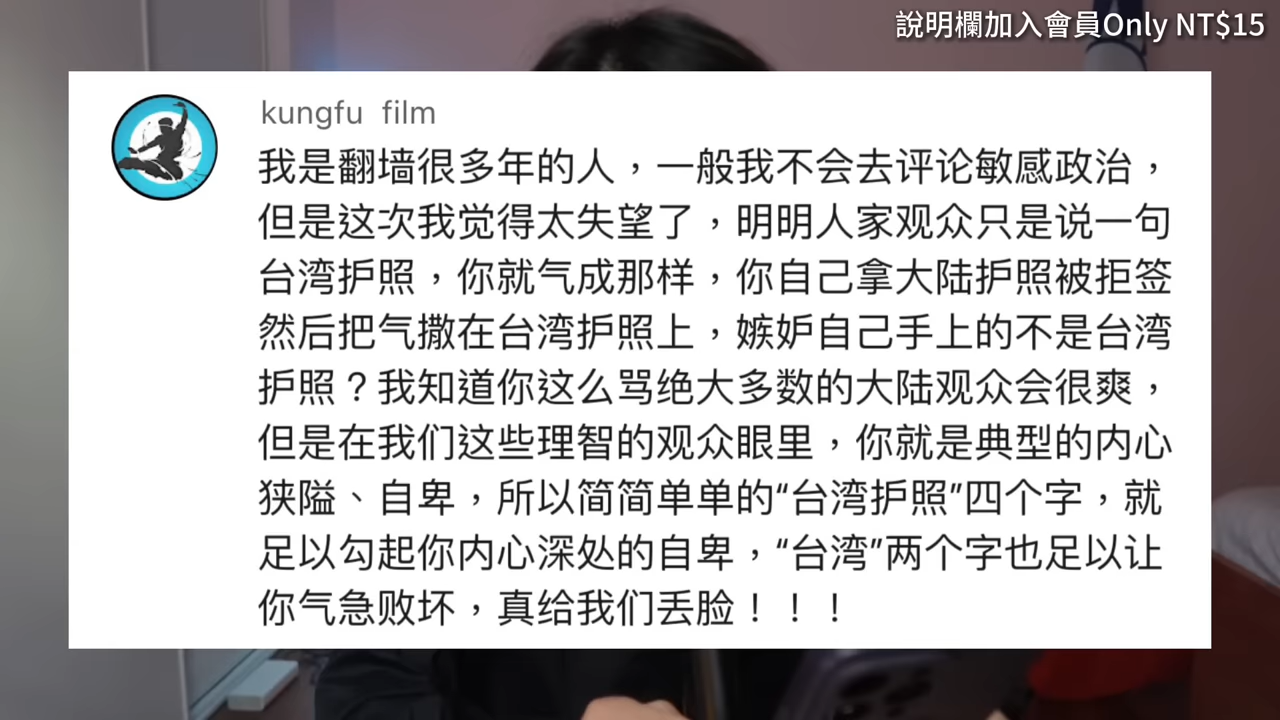 說明欄加入會員Only NT$15
kungfu film
我是翻墙很多年的人，一般我不会去评论敏感政治，
但是这次我觉得太失望了，明明人家观众只是说一句
台湾护照，你就气成那样，你自己拿大陆护照被拒签
然后把气撒在台湾护照上，嫉妒自己手上的不是台湾
护照？我知道你这么骂绝大多数的大陆观众会很爽，
但是在我们这些理智的观众眼里，你就是典型的内心
狭隘、自卑，所以简简单单的“台湾护照”四个字，就
足以勾起你内心深处的自卑，“台湾”两个字也足以让
你气急败坏，真给我们丢脸！！！